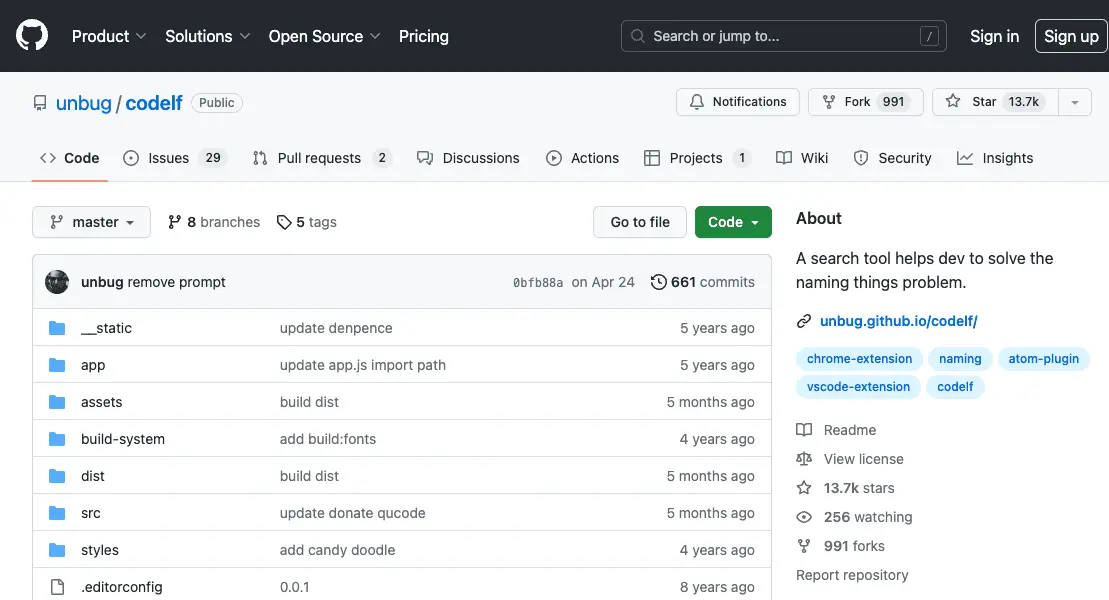 Product Solutions Open Source Pricing Search or jump to... / Sign in Sign up
unbug / codelf Public Notifications Fork 991 Star 13.7k
Code Issues 29 Pull requests 2 Discussions Actions Projects 1 Wiki Security Insights
master 8 branches 5 tags Go to file Code
unbug remove prompt 0bfb88a on Apr 24 661 commits
__static update denpence 5 years ago
app update app.js import path 5 years ago
assets build dist 5 months ago
build-system add build:fonts 4 years ago
dist build dist 5 months ago
src update donate qucode 5 months ago
styles add candy doodle 4 years ago
.editorconfig 0.0.1 8 years ago
About
A search tool helps dev to solve the
naming things problem.
unbug.github.io/codelf/
chrome-extension naming atom-plugin
vscode-extension codelf
Readme
View license
13.7k stars
256 watching
991 forks
Report repository